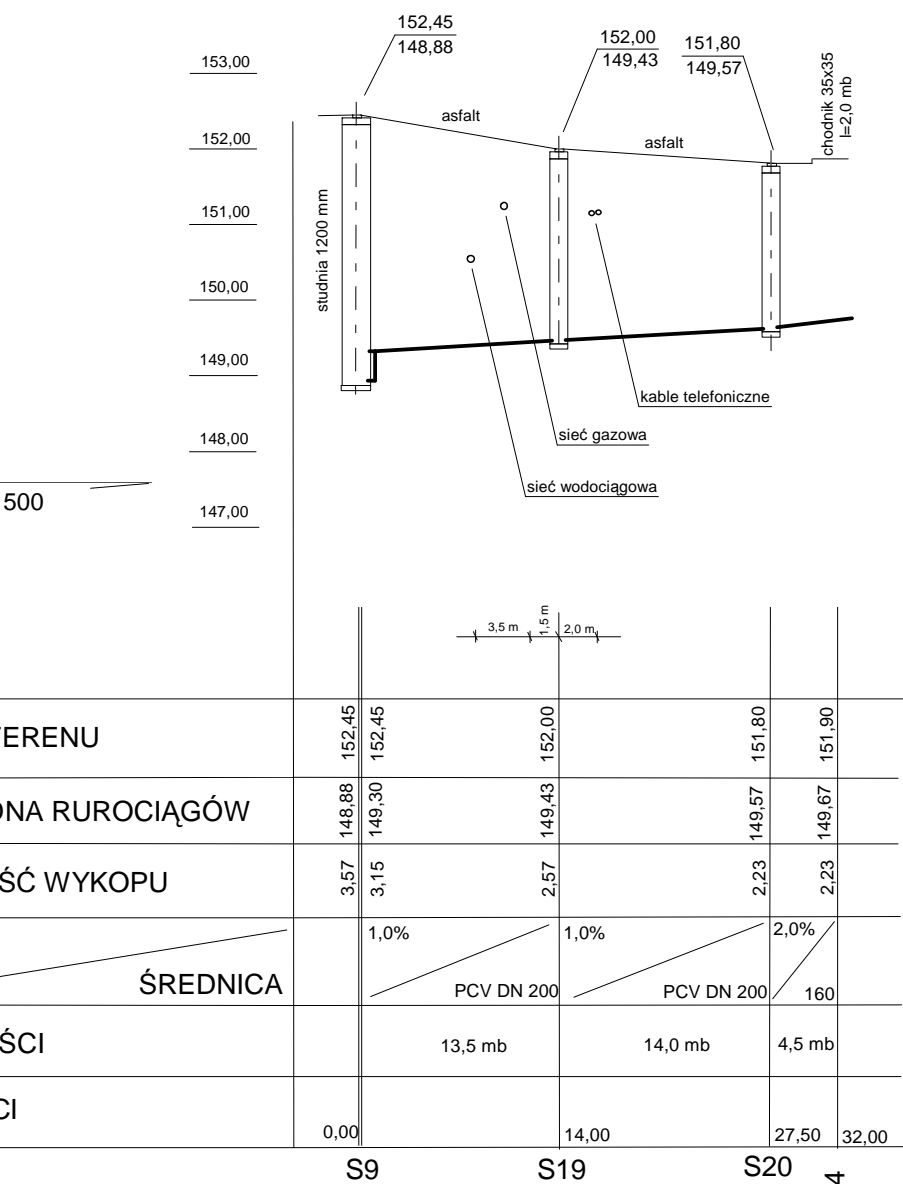 152,45
148,88
152,00
149,43
151,80
149,57
chodnik 35x35
l=2,0 mb
153,00
152,00
151,00
150,00
149,00
148,00
147,00
asfalt
asfalt
studnia 1200 mm
kable telefoniczne
sieć gazowa
sieć wodociągowa
500
3,5 m 1,5 m 2,0 m
TERENU 152,45 152,45 152,00 151,80 151,90
ONA RUROCIĄGÓW 148,88 149,30 149,43 149,57 149,67
ŚĆ WYKOPU 3,57 3,15 2,57 2,23 2,23
1,0% 1,0% 2,0%
ŚREDNICA PCV DN 200 PCV DN 200 160
ŚCI 13,5 mb 14,0 mb 4,5 mb
CI
0,00 14,00 27,50 32,00
S9 S19 S20 4